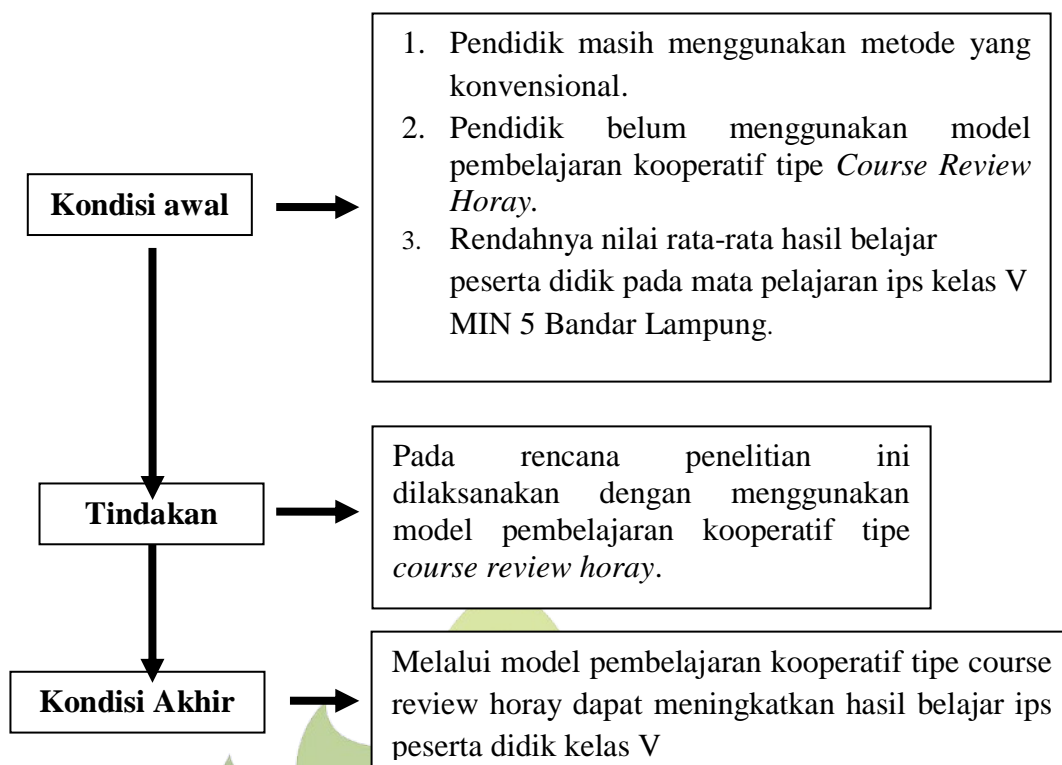 1. Pendidik masih menggunakan metode yang
konvensional.
2. Pendidik belum menggunakan model
pembelajaran kooperatif tipe Course Review
Horay.
3. Rendahnya nilai rata-rata hasil belajar
peserta didik pada mata pelajaran ips kelas V
MIN 5 Bandar Lampung.
Kondisi awal
Pada rencana penelitian ini
dilaksanakan dengan menggunakan
model pembelajaran kooperatif tipe
course review horay.
Tindakan
Melalui model pembelajaran kooperatif tipe course
review horay dapat meningkatkan hasil belajar ips
peserta didik kelas V
Kondisi Akhir